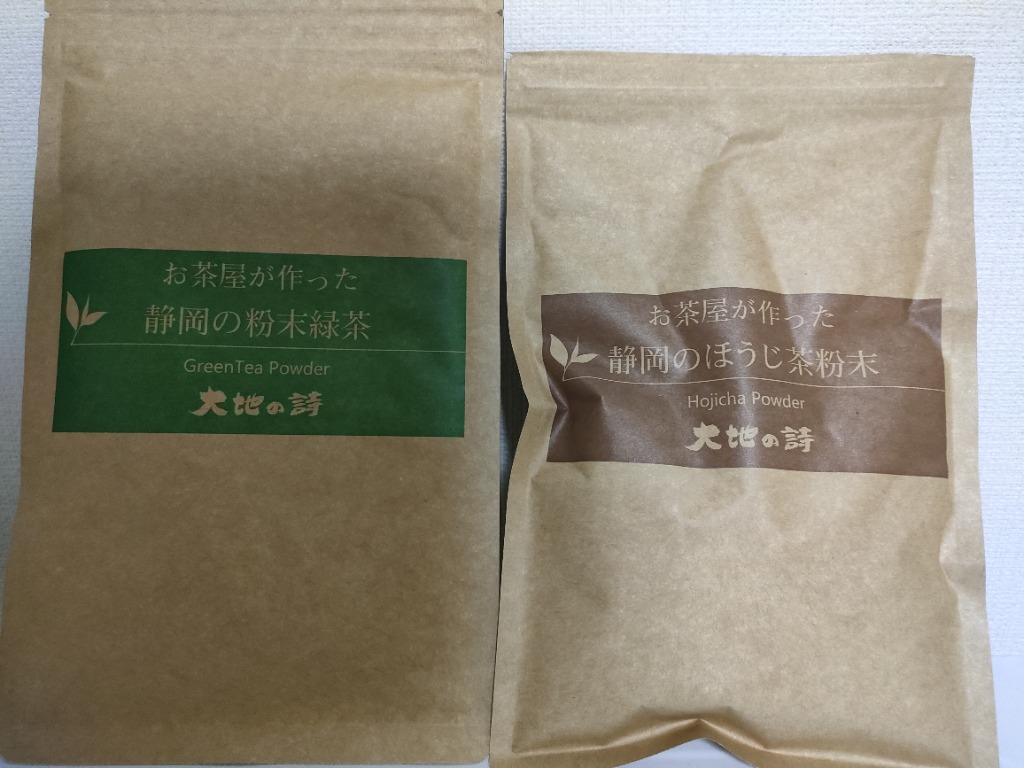 お茶屋が作った
静岡の粉末緑茶
GreenTea Powder
大地の詩
お茶屋が作った
静岡のほうじ茶粉末
Hojicha Powder
大地の詩